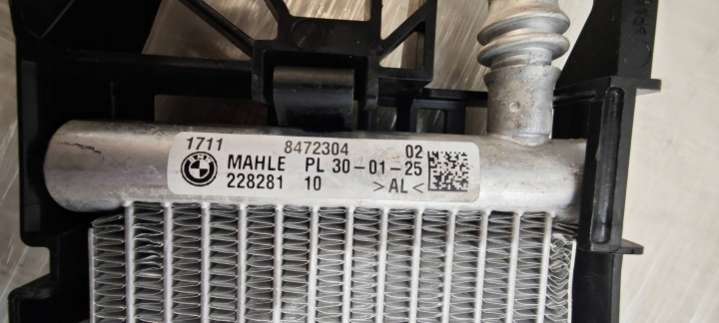 1711 8472304 02
MAHLE PL 30-01-25
228281 10 >AL<